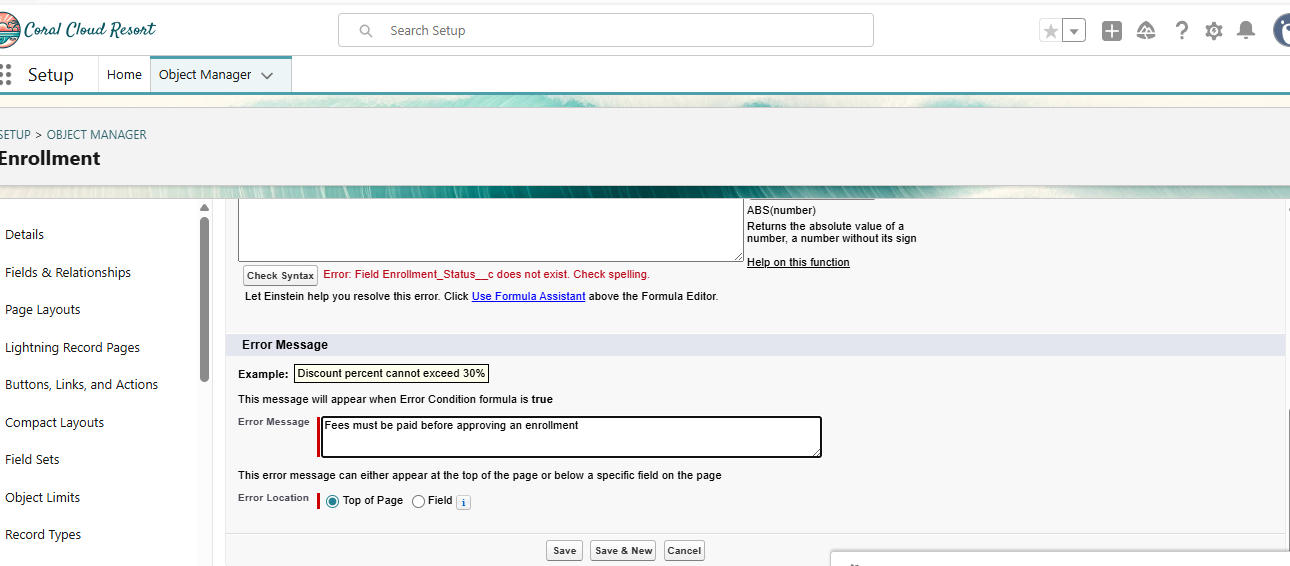 Coral Cloud Resort
Search Setup
Setup
Home
Object Manager
SETUP > OBJECT MANAGER
Enrollment
Details
Fields & Relationships
Page Layouts
Lightning Record Pages
Buttons, Links, and Actions
Compact Layouts
Field Sets
Object Limits
Record Types
ABS(number)
Returns the absolute value of a
number, a number without its sign
Help on this function
Check Syntax Error: Field Enrollment_Status__c does not exist. Check spelling.
Let Einstein help you resolve this error. Click Use Formula Assistant above the Formula Editor.
Error Message
Example: Discount percent cannot exceed 30%
This message will appear when Error Condition formula is true
Error Message Fees must be paid before approving an enrollment
This error message can either appear at the top of the page or below a specific field on the page
Error Location Top of Page Field i
Save Save & New Cancel